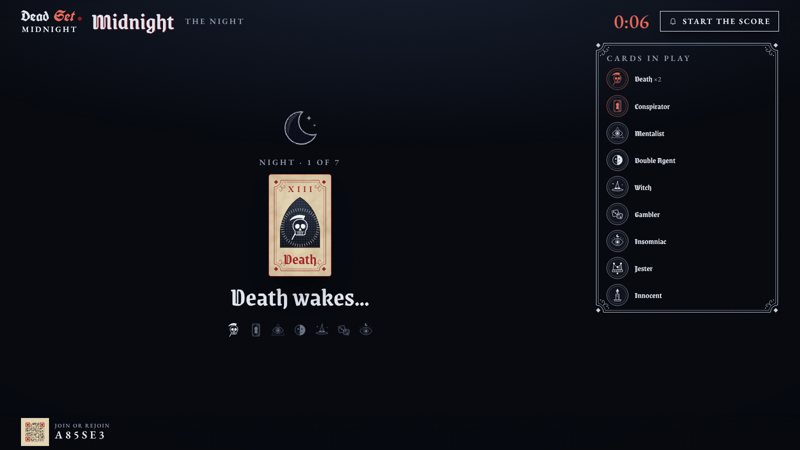 Dead Set
MIDNIGHT
Midnight
THE NIGHT
0:06
START THE SCORE
CARDS IN PLAY
Death ×2
Conspirator
Mentalist
Double Agent
Witch
Gambler
Insomniac
Jester
Innocent
NIGHT · 1 OF 7
XIII
Death
Death wakes...
JOIN OR REJOIN
A85SE3